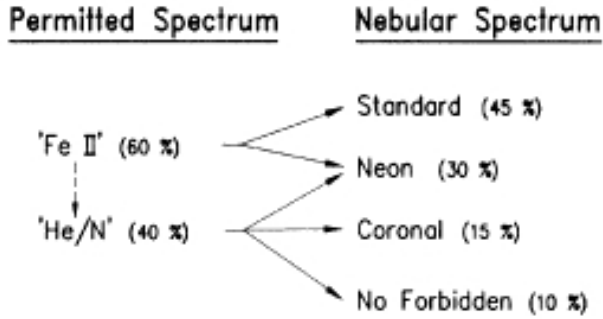 Permitted Spectrum Nebular Spectrum
Standard (45 %)
'Fe II' (60 %)
Neon (30 %)
'He/N' (40 %)
Coronal (15 %)
No Forbidden (10 %)